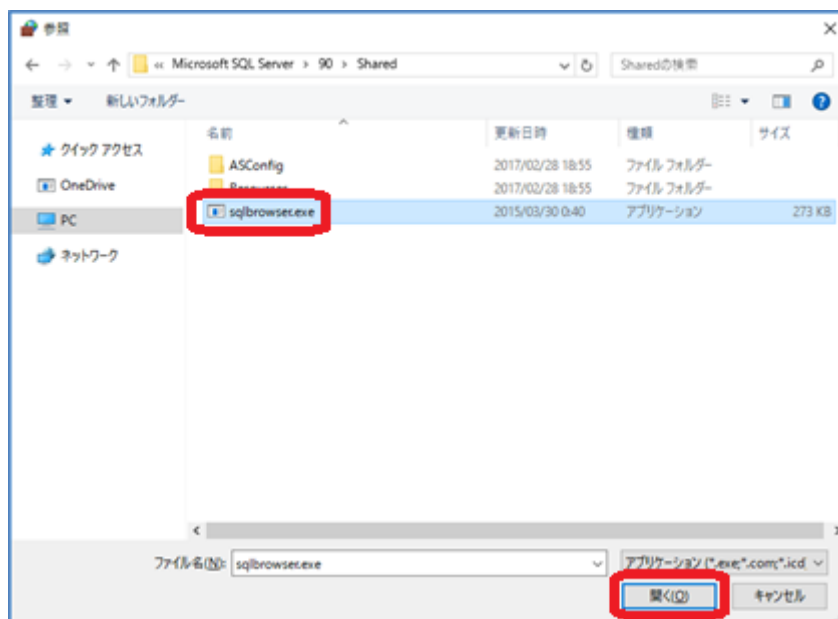 参照
« Microsoft SQL Server › 90 › Shared
Sharedの検索
整理 新しいフォルダー
名前 更新日時 種類 サイズ
クイック アクセス
OneDrive
PC
ネットワーク
ASConfig 2017/02/28 18:55 ファイル フォルダー
Resources 2017/02/28 18:55 ファイル フォルダー
sqlbrowser.exe 2015/03/30 0:40 アプリケーション 273 KB
ファイル名(N): sqlbrowser.exe アプリケーション (*.exe;*.com;*.icd
開く(O) キャンセル